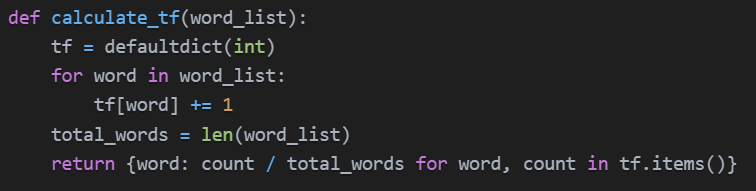 def calculate_tf(word_list):
    tf = defaultdict(int)
    for word in word_list:
        tf[word] += 1
    total_words = len(word_list)
    return {word: count / total_words for word, count in tf.items()}